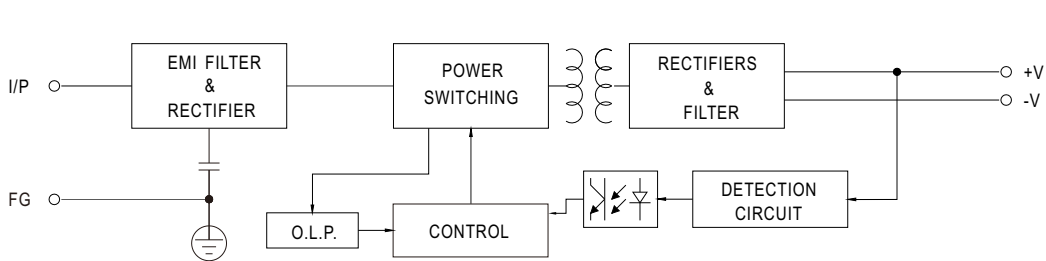 I/P
EMI FILTER
&
RECTIFIER
POWER
SWITCHING
RECTIFIERS
&
FILTER
+V
-V
FG
O.L.P.
CONTROL
DETECTION
CIRCUIT